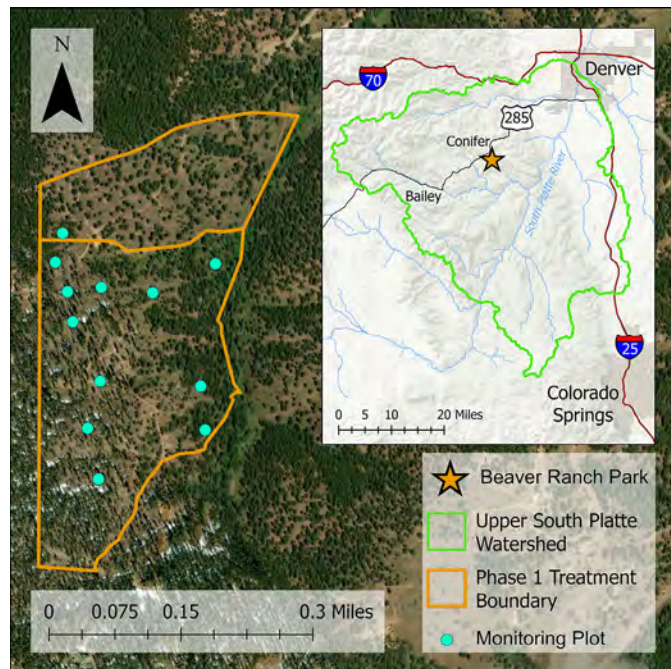 N
70
Denver
285
Conifer
Bailey
South Platte River
25
Colorado
Springs
0 5 10 20 Miles
Beaver Ranch Park
Upper South Platte
Watershed
Phase 1 Treatment
Boundary
Monitoring Plot
0 0.075 0.15 0.3 Miles